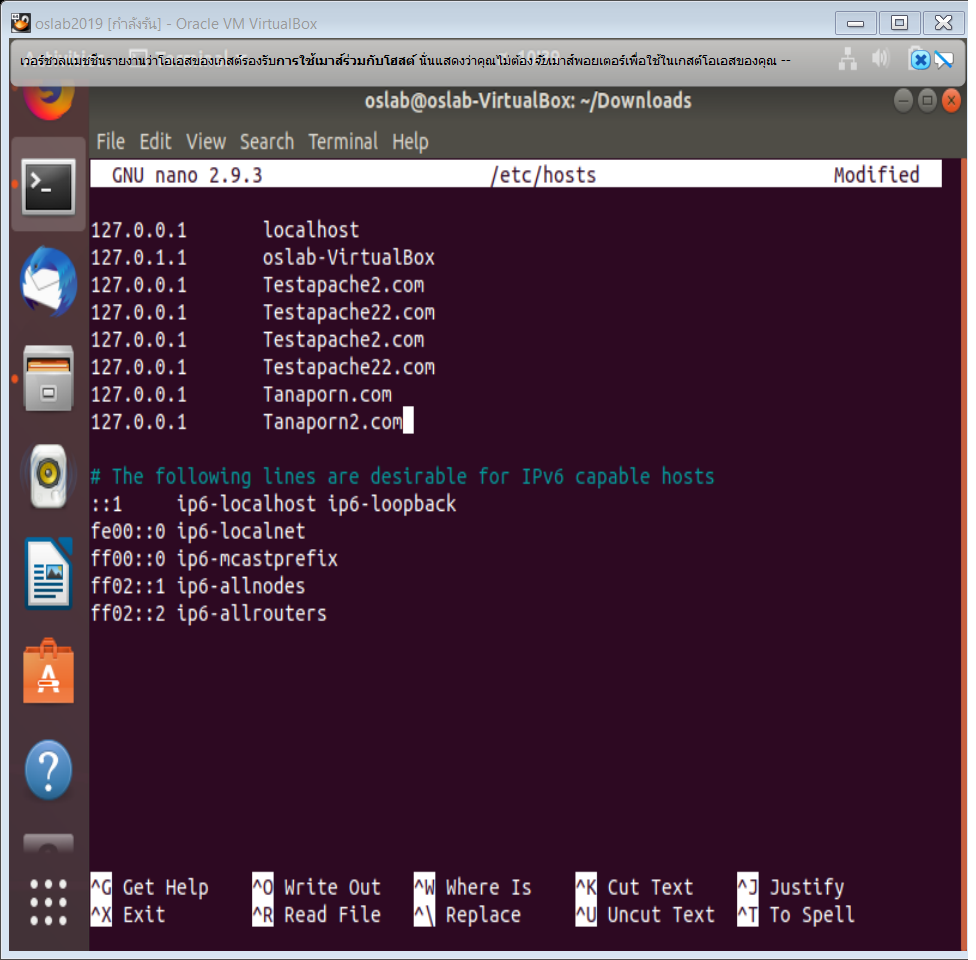 oslab2019 [กำลังรัน] - Oracle VM VirtualBox
เวอร์ชวลแมชชีนรายงานว่าโอเอสของเกสต์รองรับการใช้เมาส์ร่วมกับโฮสต์ นั่นแสดงว่าคุณไม่ต้อง จับเมาส์พอยเตอร์เพื่อใช้ในเกสต์โอเอสของคุณ --
oslab@oslab-VirtualBox: ~/Downloads
File Edit View Search Terminal Help
GNU nano 2.9.3 /etc/hosts Modified
127.0.0.1 localhost
127.0.1.1 oslab-VirtualBox
127.0.0.1 Testapache2.com
127.0.0.1 Testapache22.com
127.0.0.1 Testapache2.com
127.0.0.1 Testapache22.com
127.0.0.1 Tanaporn.com
127.0.0.1 Tanaporn2.com
# The following lines are desirable for IPv6 capable hosts
::1 ip6-localhost ip6-loopback
fe00::0 ip6-localnet
ff00::0 ip6-mcastprefix
ff02::1 ip6-allnodes
ff02::2 ip6-allrouters
^G Get Help ^O Write Out ^W Where Is ^K Cut Text ^J Justify
^X Exit ^R Read File ^\ Replace ^U Uncut Text ^T To Spell